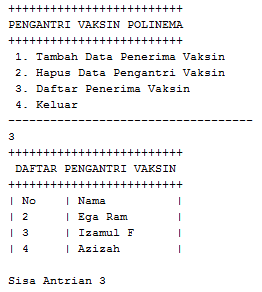 +++++++++++++++++++++++++
PENGANTRI VAKSIN POLINEMA
+++++++++++++++++++++++++
1. Tambah Data Penerima Vaksin
2. Hapus Data Pengantri Vaksin
3. Daftar Penerima Vaksin
4. Keluar
-----------------------------------
3
+++++++++++++++++++++++++
DAFTAR PENGANTRI VAKSIN
+++++++++++++++++++++++++
| No | Nama |
| 2 | Ega Ram |
| 3 | Izamul F |
| 4 | Azizah |
Sisa Antrian 3